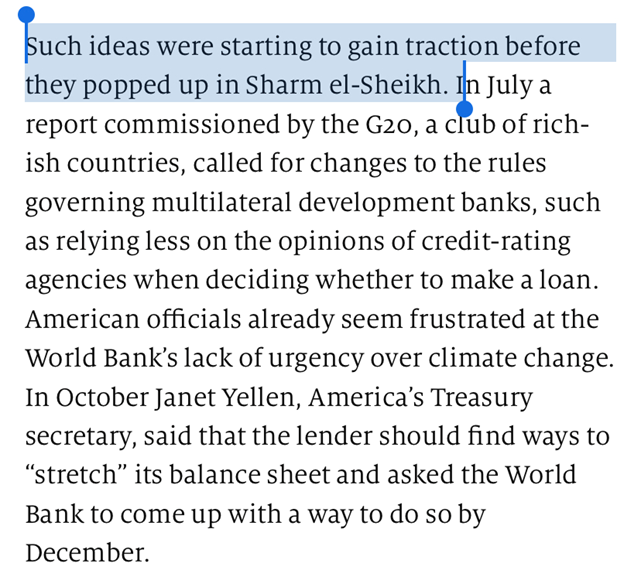 Such ideas were starting to gain traction before
they popped up in Sharm el-Sheikh. In July a
report commissioned by the G20, a club of rich-
ish countries, called for changes to the rules
governing multilateral development banks, such
as relying less on the opinions of credit-rating
agencies when deciding whether to make a loan.
American officials already seem frustrated at the
World Bank’s lack of urgency over climate change.
In October Janet Yellen, America’s Treasury
secretary, said that the lender should find ways to
“stretch” its balance sheet and asked the World
Bank to come up with a way to do so by
December.